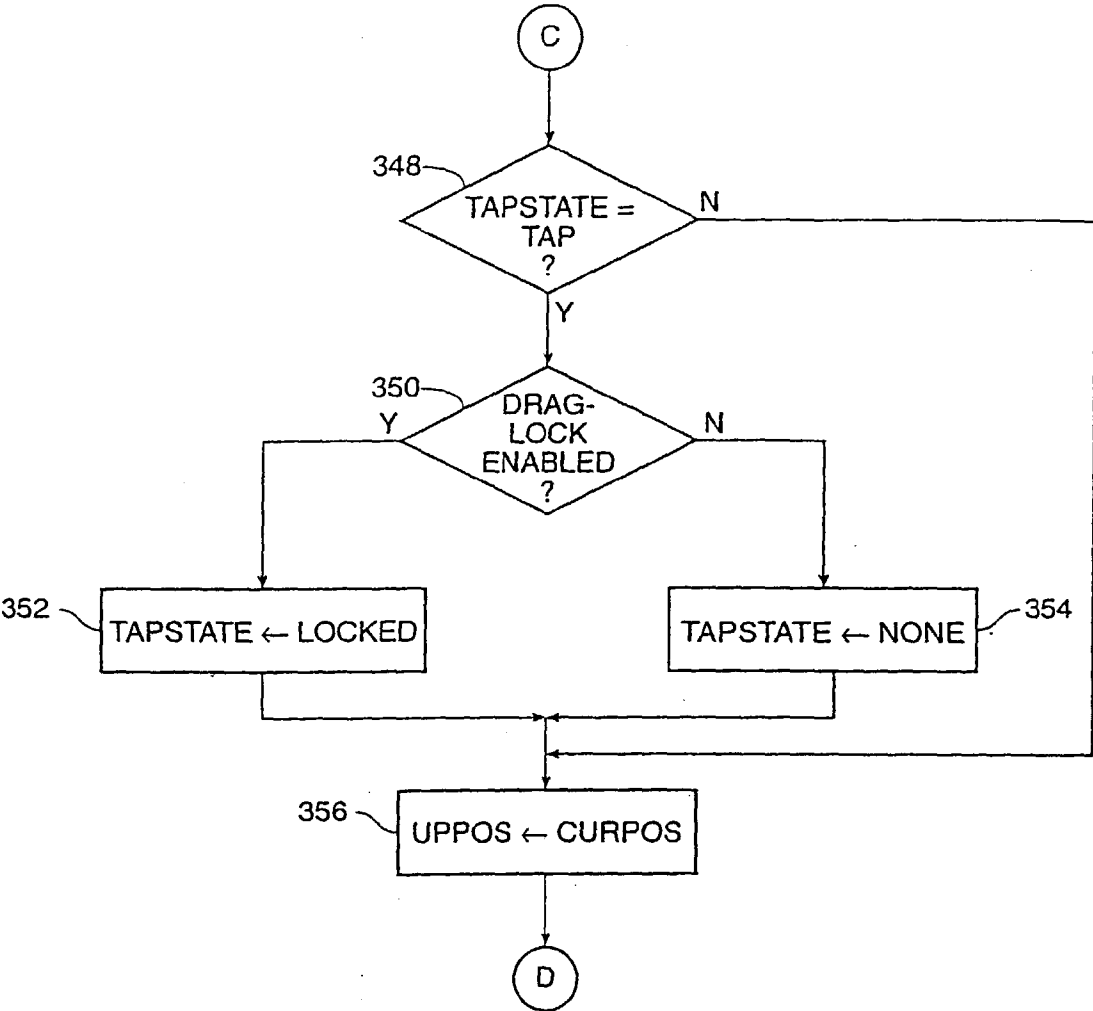 C
348
TAPSTATE =
TAP
?
N
Y
350
DRAG-
LOCK
ENABLED
?
Y
N
352
TAPSTATE ← LOCKED
TAPSTATE ← NONE
354
356
UPPOS ← CURPOS
D